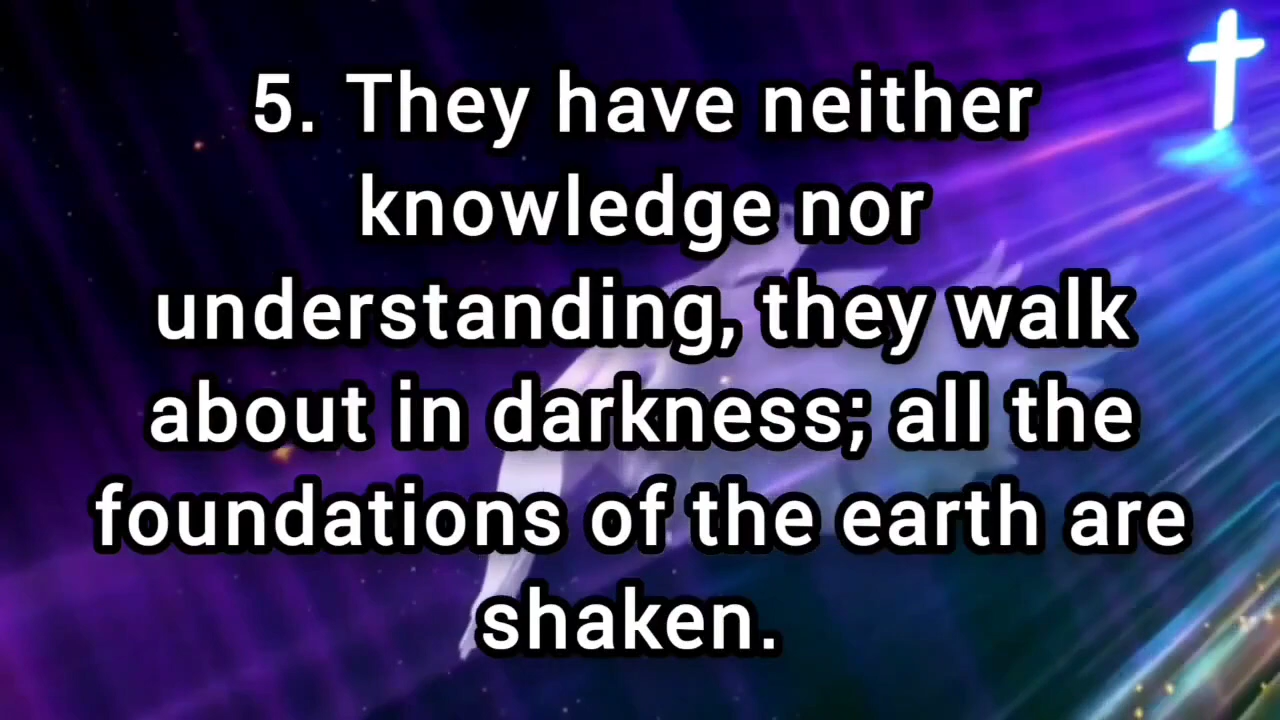 5. They have neither
knowledge nor
understanding, they walk
about in darkness; all the
foundations of the earth are
shaken.